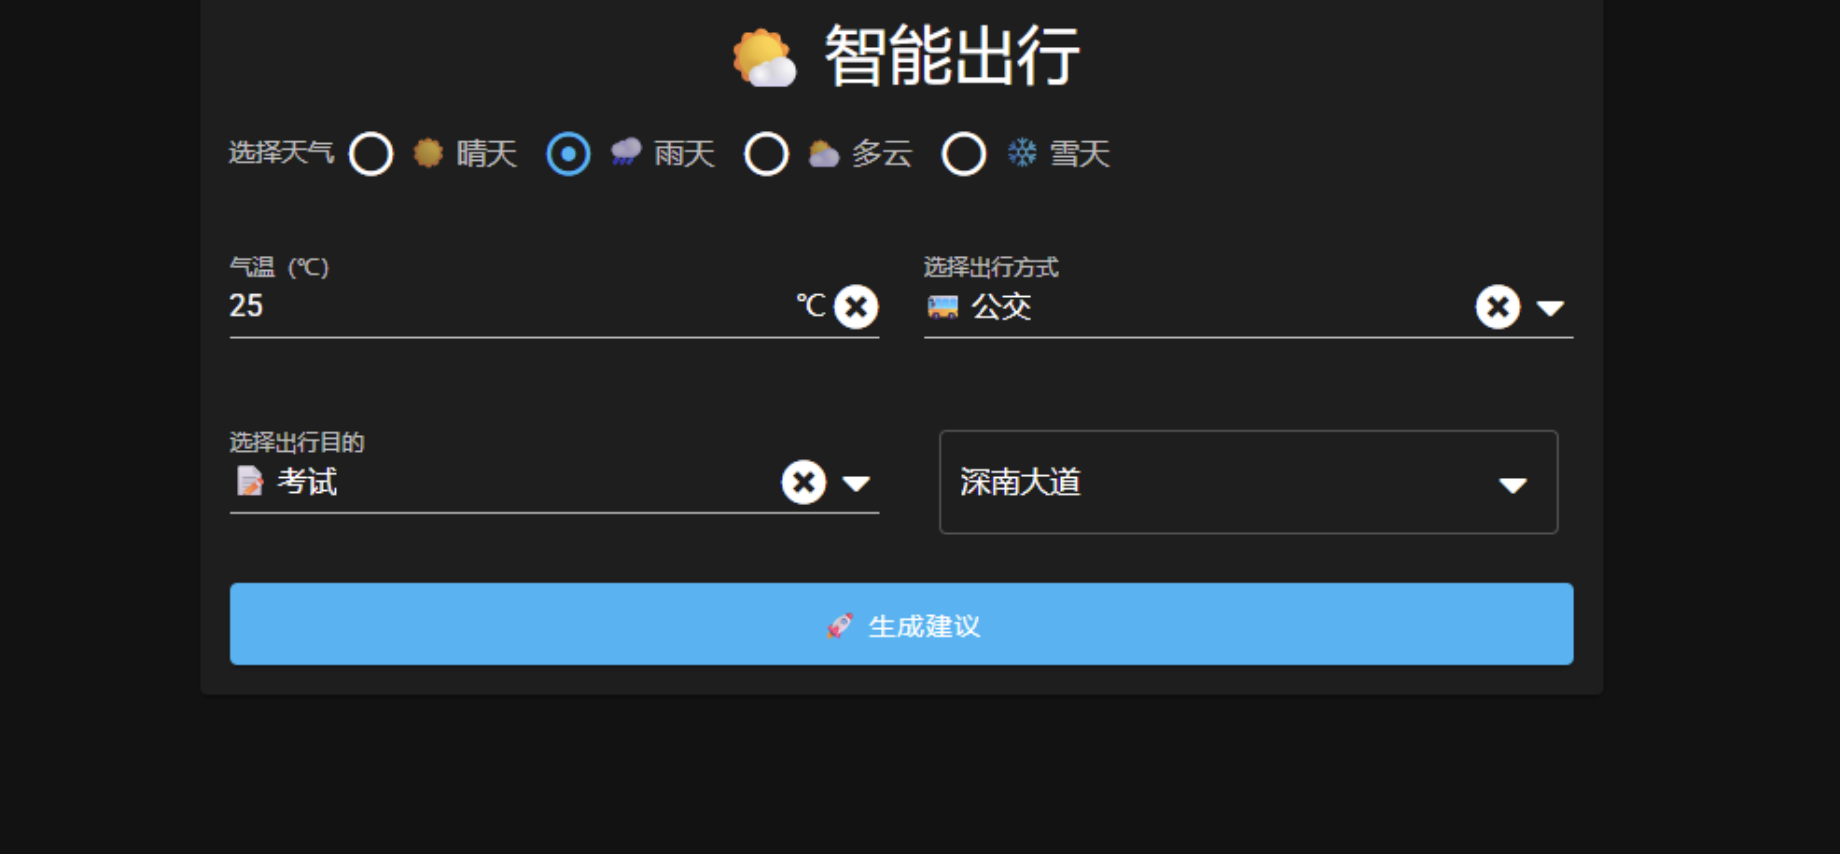 智能出行
选择天气 晴天 雨天 多云 雪天
气温（℃） 选择出行方式
25 ℃ 公交
选择出行目的
考试 深南大道
生成建议